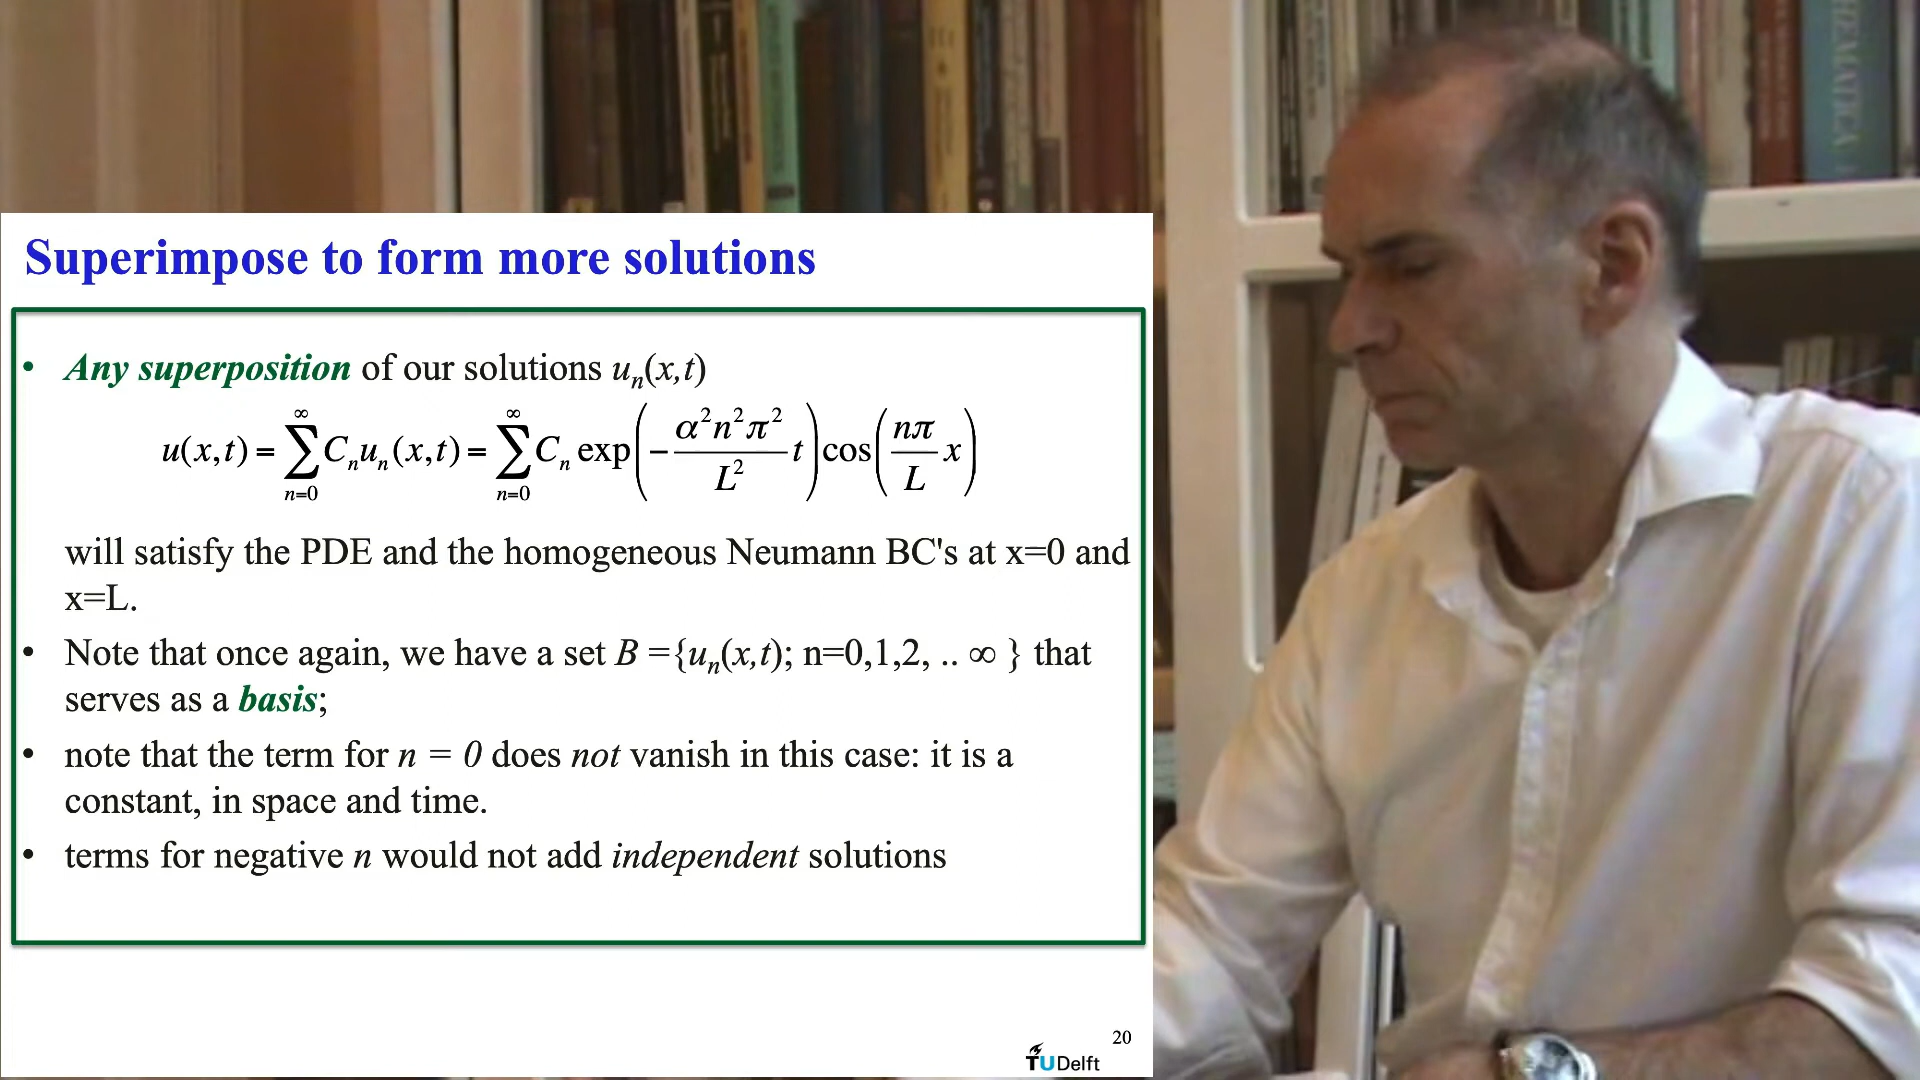 Superimpose to form more solutions
• Any superposition of our solutions uₙ(x,t)
u(x,t) = ∑_{n=0}^{∞} Cₙuₙ(x,t) = ∑_{n=0}^{∞} Cₙ exp(−(α²n²π²/L²) t) cos((nπ/L) x)
will satisfy the PDE and the homogeneous Neumann BC's at x=0 and
x=L.
• Note that once again, we have a set B ={uₙ(x,t); n=0,1,2, .. ∞ } that
serves as a basis;
• note that the term for n = 0 does not vanish in this case: it is a
constant, in space and time.
• terms for negative n would not add independent solutions
20
TU Delft
HEMATICA